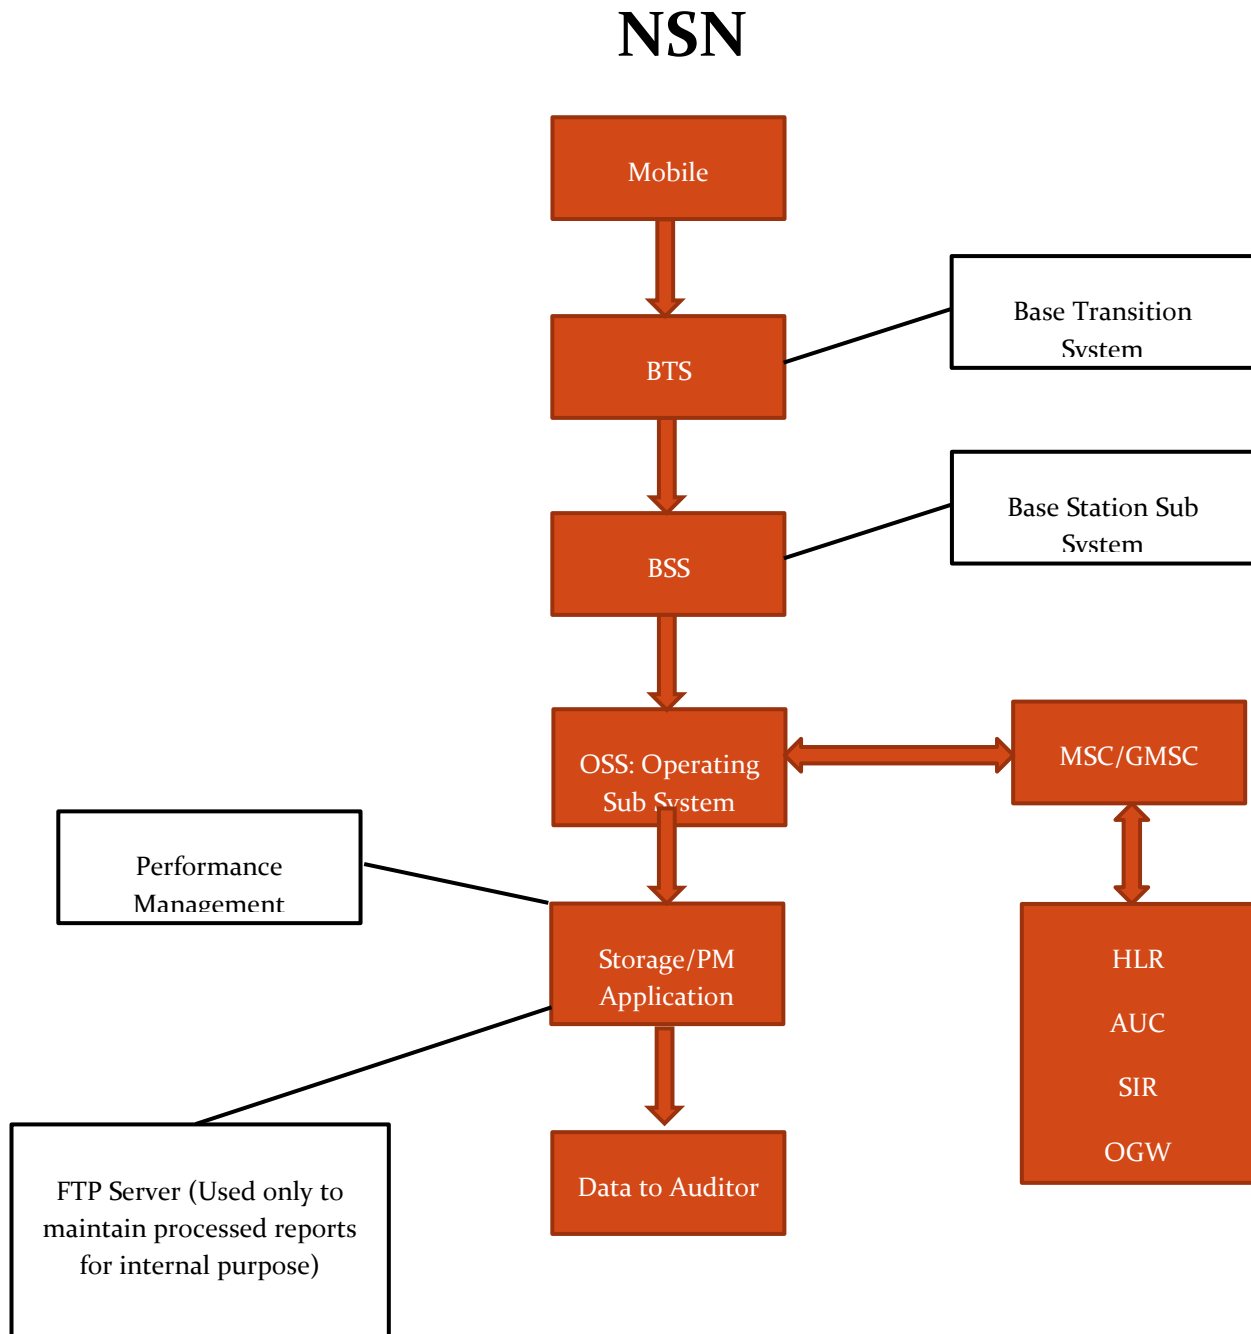 NSN
Mobile
Base Transition
System
BTS
Base Station Sub
System
BSS
OSS: Operating
Sub System
MSC/GMSC
Performance
Management
Storage/PM
Application
HLR
AUC
SIR
OGW
Data to Auditor
FTP Server (Used only to
maintain processed reports
for internal purpose)